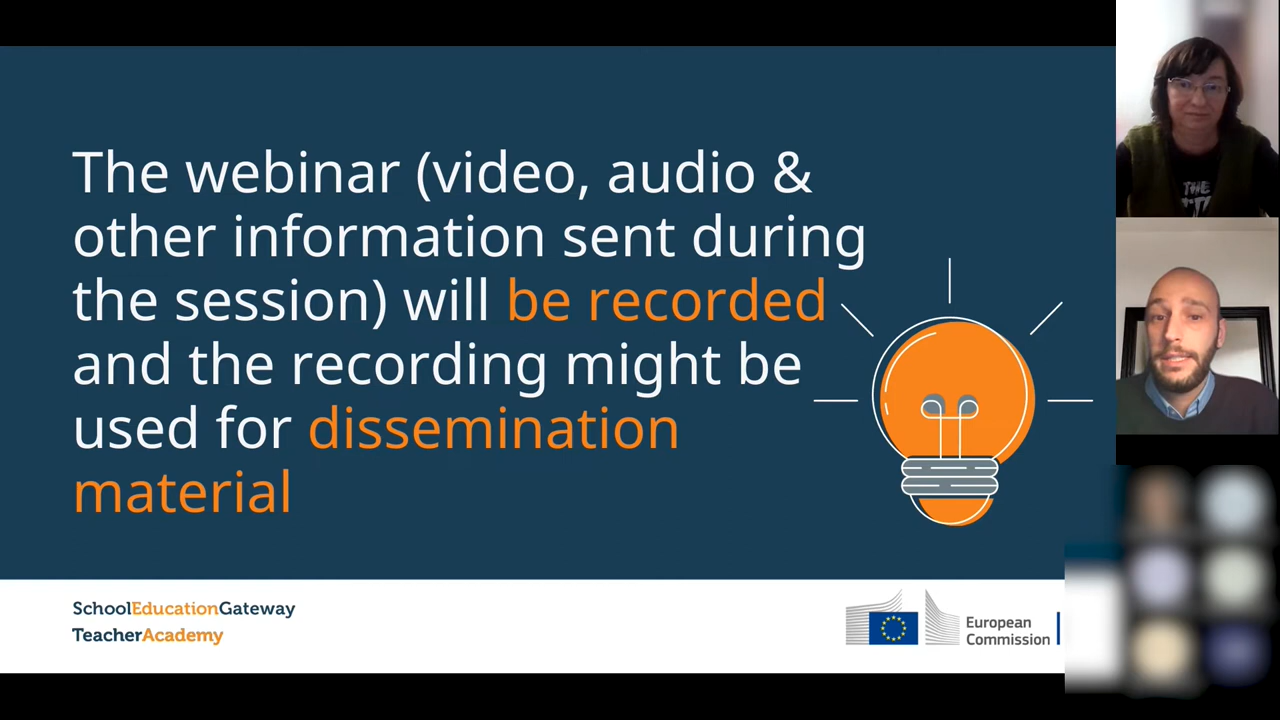 The webinar (video, audio &
other information sent during
the session) will be recorded
and the recording might be
used for dissemination
material
SchoolEducationGateway
TeacherAcademy
European
Commission
THE